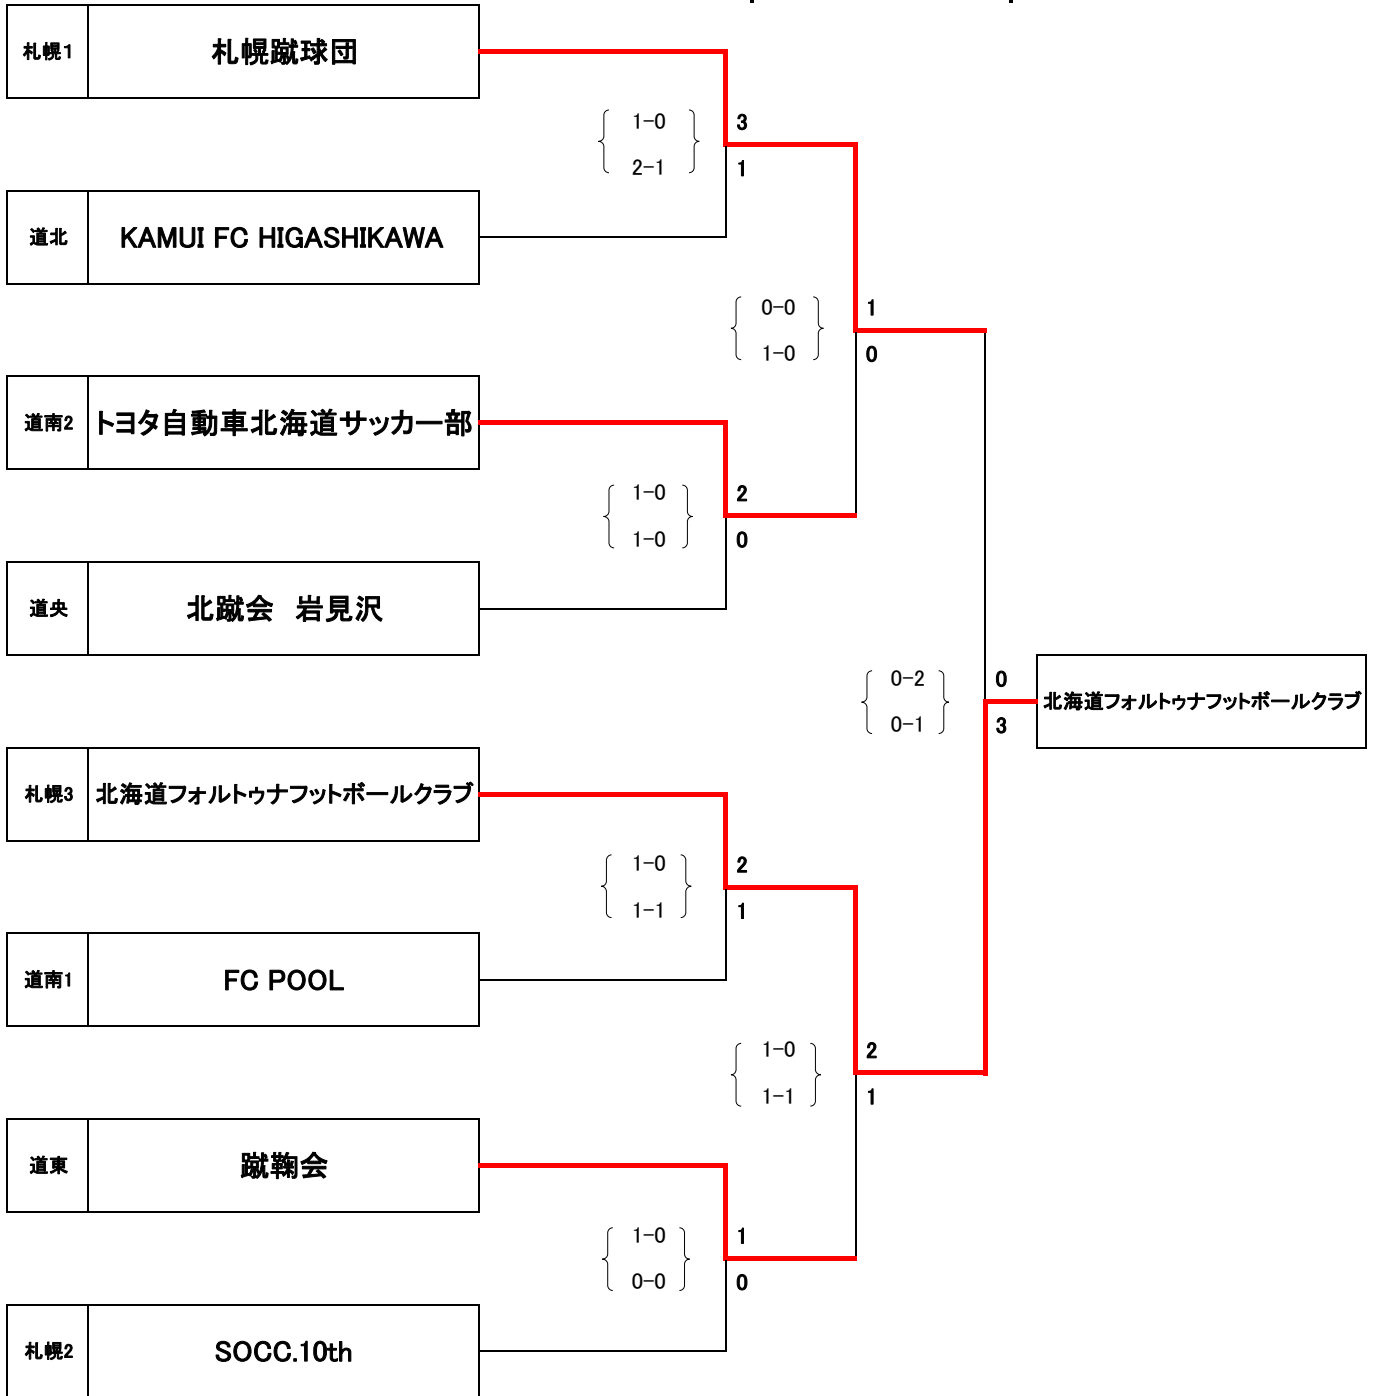 札幌1 札幌蹴球団
1-0 3
2-1 1
道北 KAMUI FC HIGASHIKAWA
0-0 1
1-0 0
道南2 トヨタ自動車北海道サッカー部
1-0 2
1-0 0
道央 北蹴会 岩見沢
0-2 0
北海道フォルトゥナフットボールクラブ
0-1 3
札幌3 北海道フォルトゥナフットボールクラブ
1-0 2
1-1 1
道南1 FC POOL
1-0 2
1-1 1
道東 蹴鞠会
1-0 1
0-0 0
札幌2 SOCC.10th